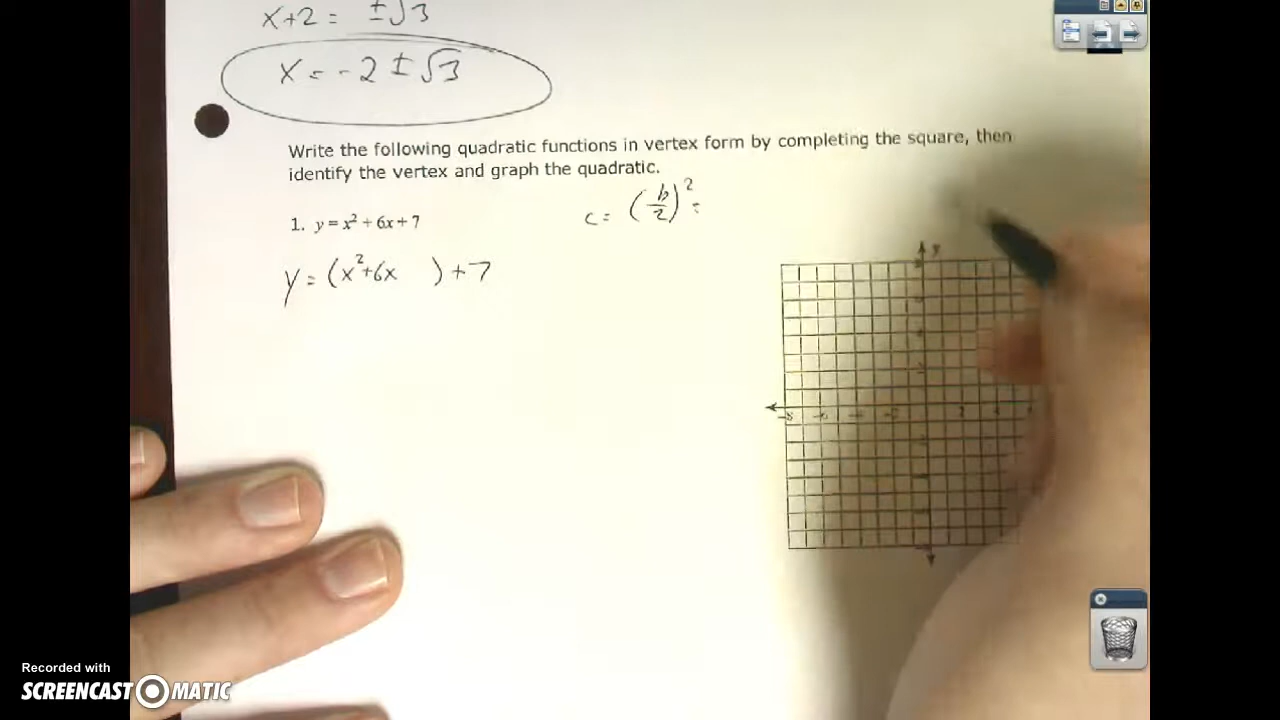 x+2 = ±√3
x = -2 ± √3
Write the following quadratic functions in vertex form by completing the square, then
identify the vertex and graph the quadratic.
c = (b/2)² =
1. y = x² + 6x + 7
y = (x²+6x ) + 7
y
Recorded with
SCREENCAST O MATIC